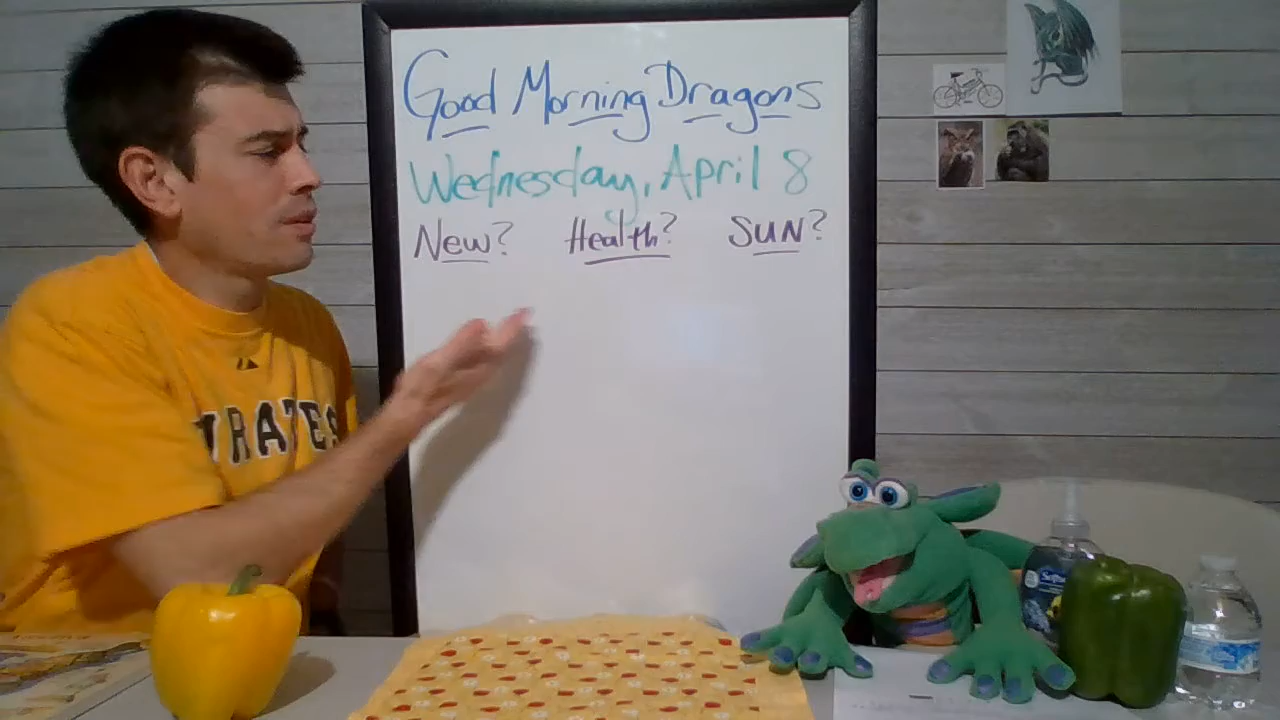 Good Morning Dragons
Wednesday, April 8
New? Health? SUN?
PIRATES